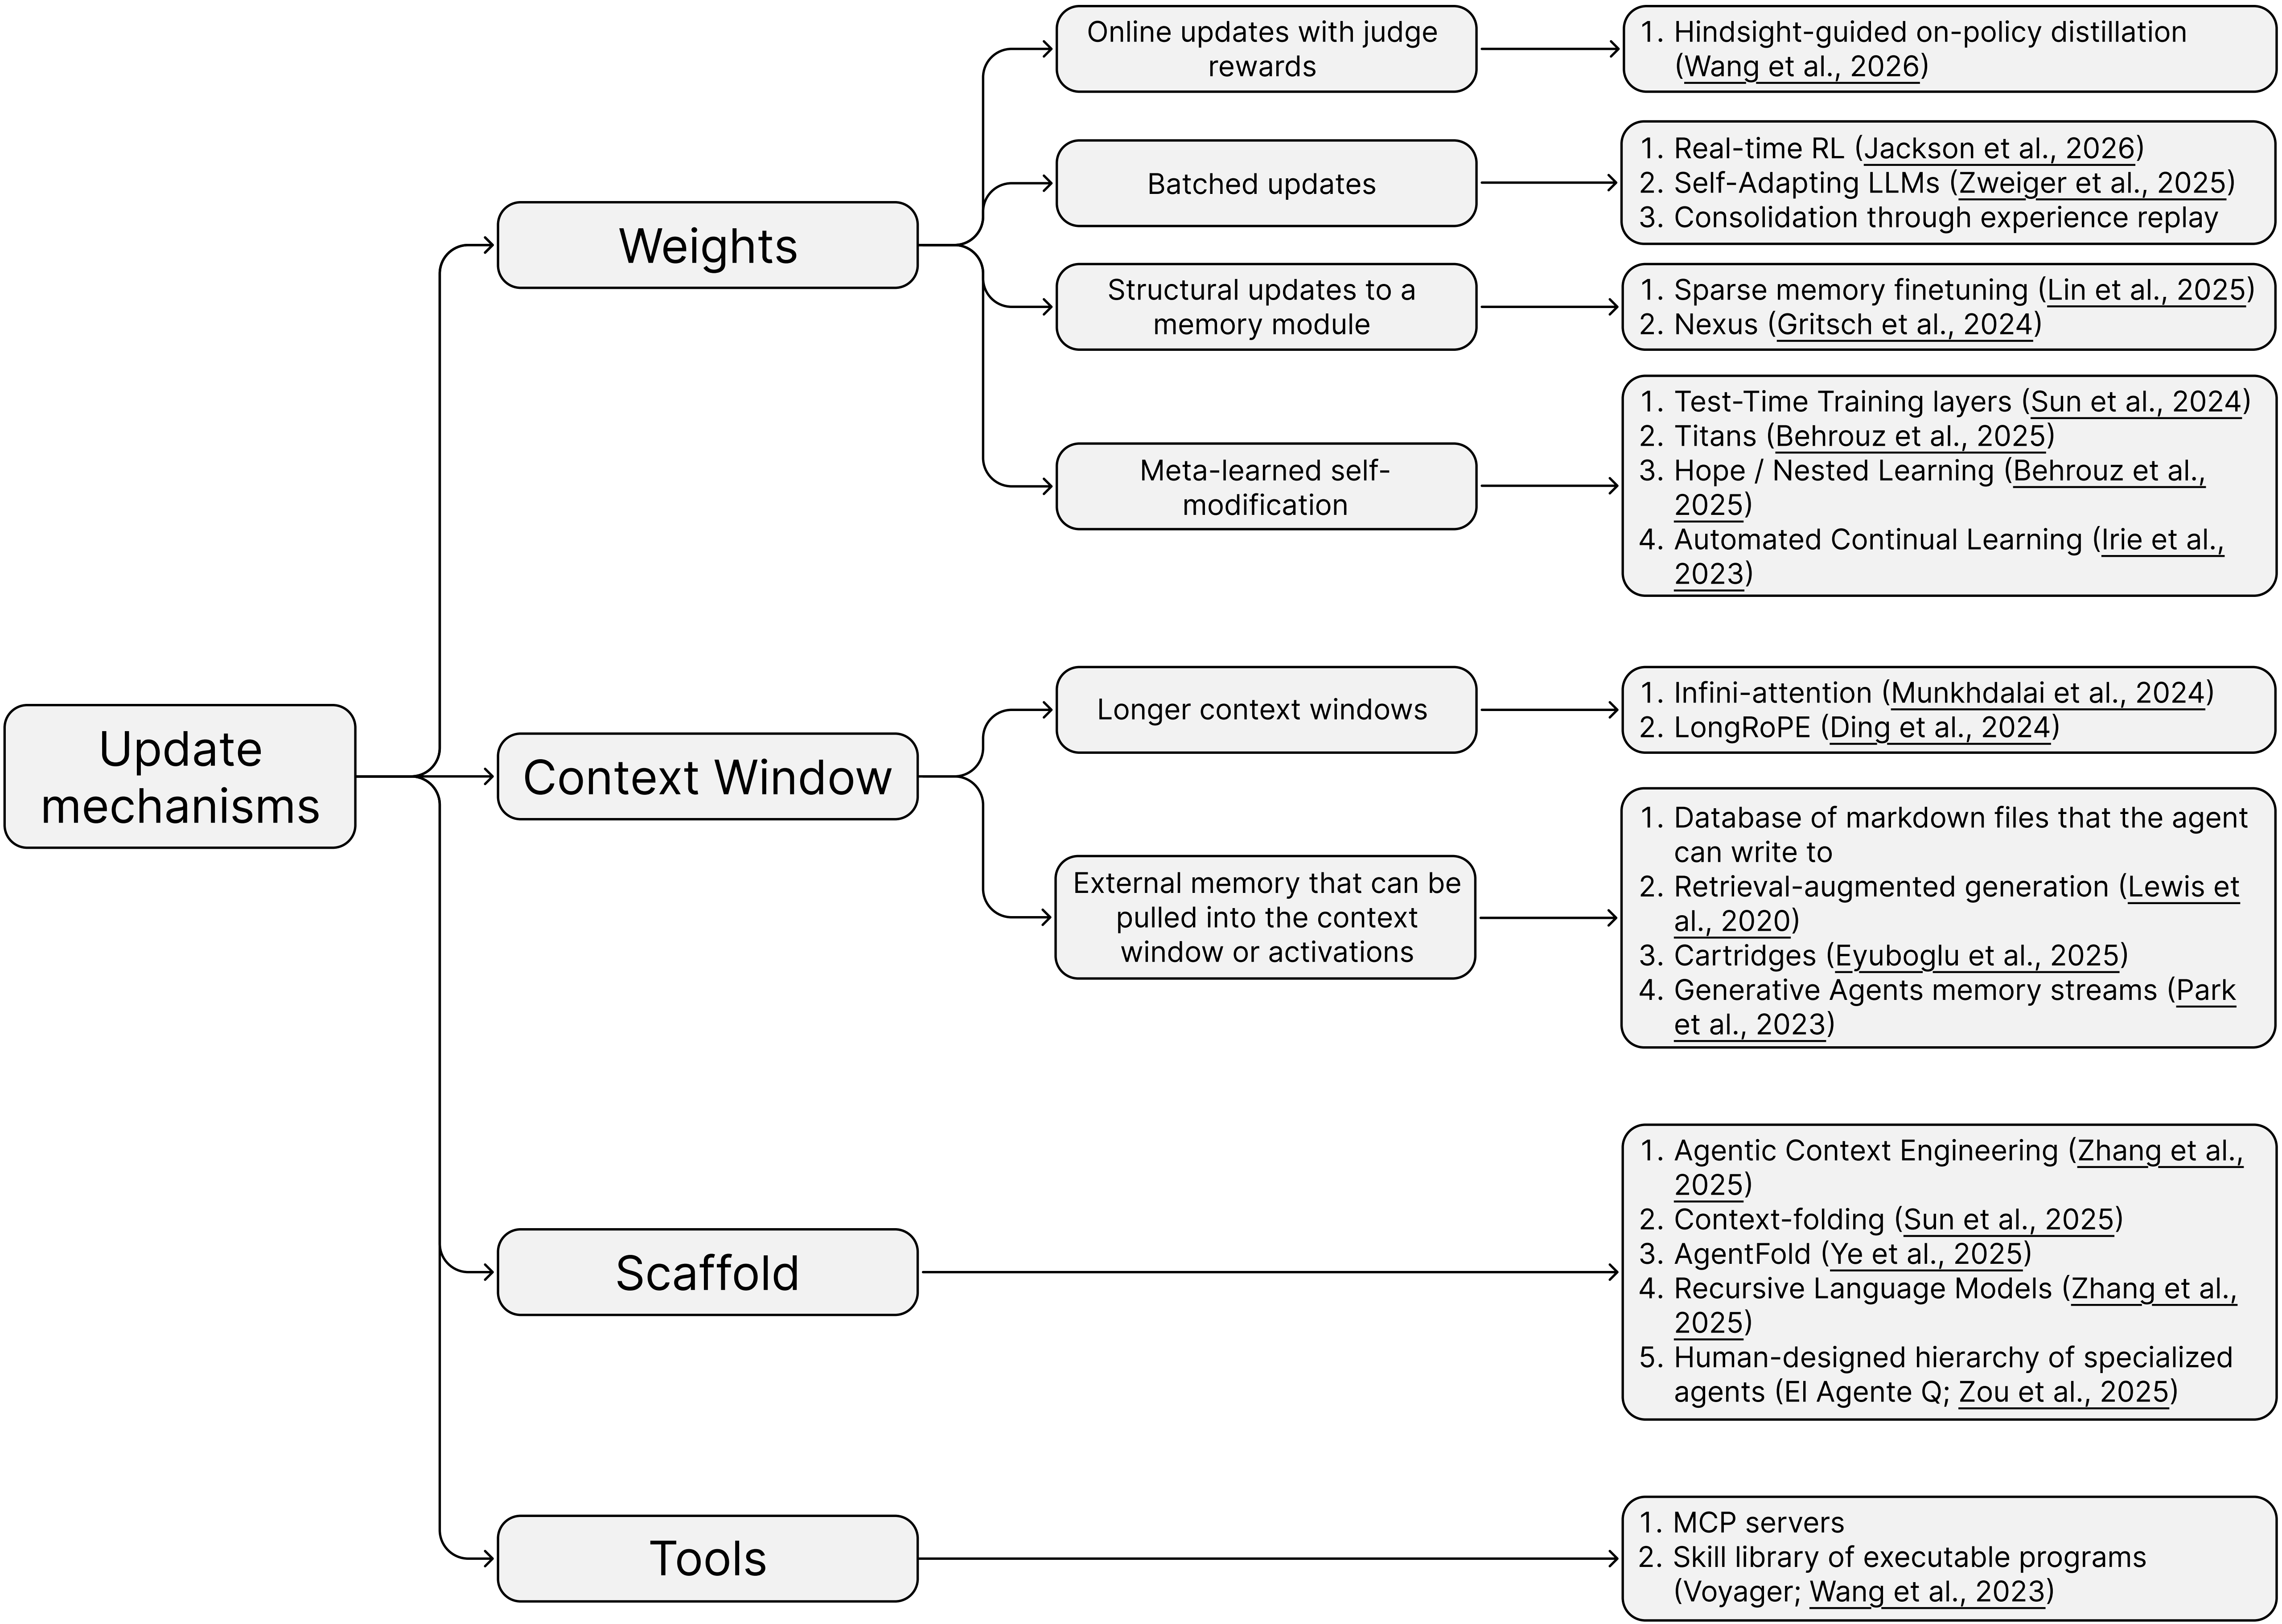 Update
mechanisms
Weights
Online updates with judge
rewards
1. Hindsight-guided on-policy distillation
(Wang et al., 2026)
Batched updates
1. Real-time RL (Jackson et al., 2026)
2. Self-Adapting LLMs (Zweiger et al., 2025)
3. Consolidation through experience replay
Structural updates to a
memory module
1. Sparse memory finetuning (Lin et al., 2025)
2. Nexus (Gritsch et al., 2024)
Meta-learned self-
modification
1. Test-Time Training layers (Sun et al., 2024)
2. Titans (Behrouz et al., 2025)
3. Hope / Nested Learning (Behrouz et al.,
2025)
4. Automated Continual Learning (Irie et al.,
2023)
Context Window
Longer context windows
1. Infini-attention (Munkhdalai et al., 2024)
2. LongRoPE (Ding et al., 2024)
External memory that can be
pulled into the context
window or activations
1. Database of markdown files that the agent
can write to
2. Retrieval-augmented generation (Lewis et
al., 2020)
3. Cartridges (Eyuboglu et al., 2025)
4. Generative Agents memory streams (Park
et al., 2023)
Scaffold
1. Agentic Context Engineering (Zhang et al.,
2025)
2. Context-folding (Sun et al., 2025)
3. AgentFold (Ye et al., 2025)
4. Recursive Language Models (Zhang et al.,
2025)
5. Human-designed hierarchy of specialized
agents (El Agente Q; Zou et al., 2025)
Tools
1. MCP servers
2. Skill library of executable programs
(Voyager; Wang et al., 2023)